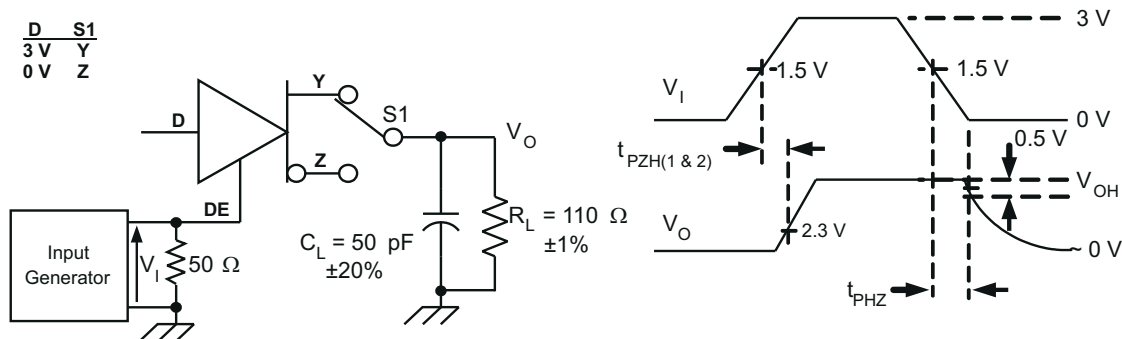 D S1
3 V Y
0 V Z
D
Y
Z
S1
V_O
DE
Input
Generator
V_I
50 Ω
C_L = 50 pF
±20%
R_L = 110 Ω
±1%
3 V
1.5 V
1.5 V
V_I
0 V
0.5 V
t_PZH(1 & 2)
V_OH
V_O
2.3 V
~ 0 V
t_PHZ